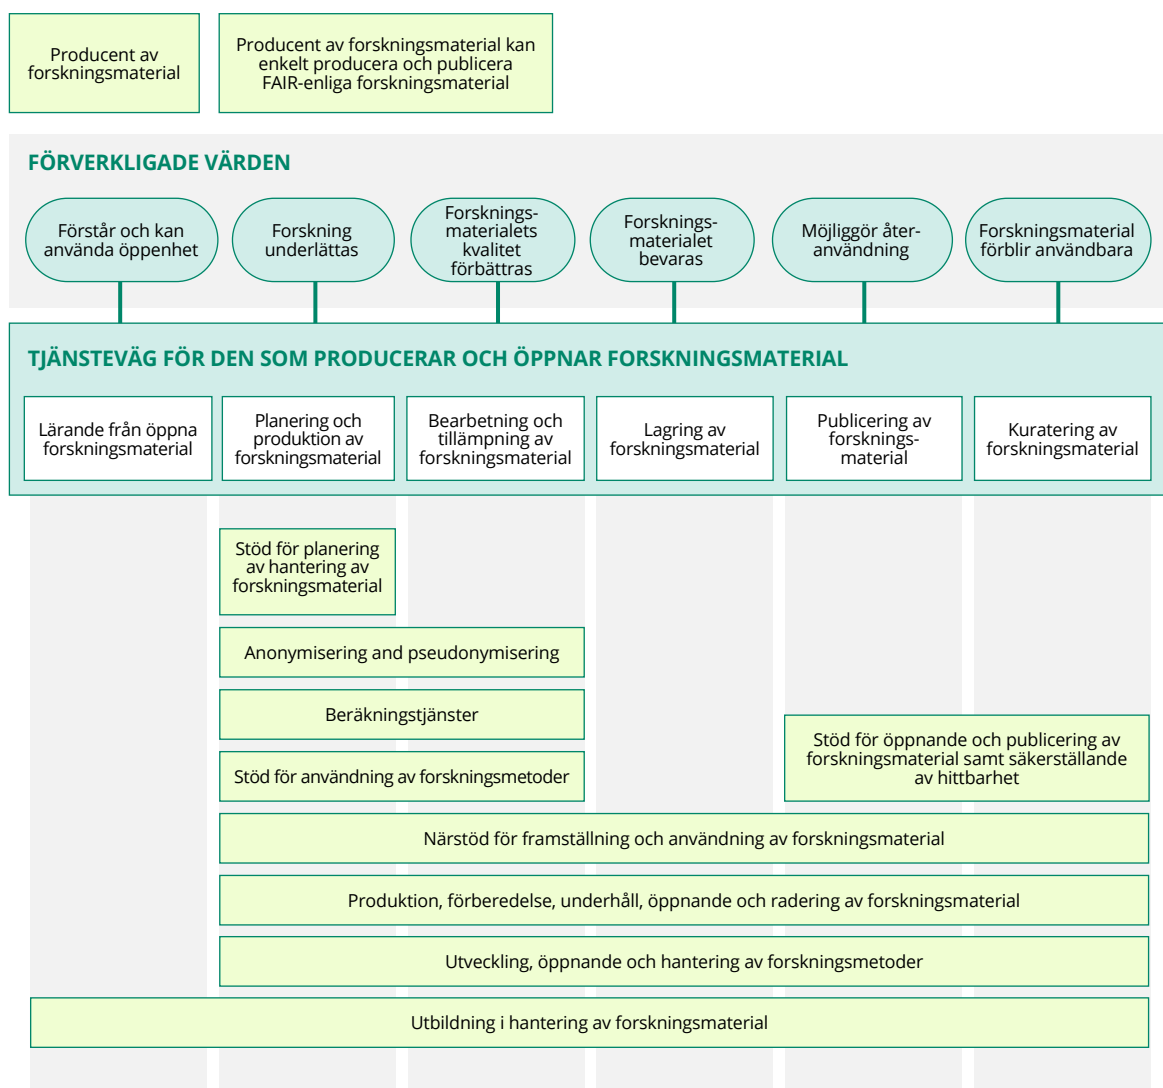 Producent av
forskningsmaterial
Producent av forskningsmaterial kan
enkelt producera och publicera
FAIR-enliga forskningsmaterial
FÖRVERKLIGADE VÄRDEN
Förstår och kan
använda öppenhet
Forskning
underlättas
Forsknings-
materialets
kvalitet
förbättras
Forsknings-
materialet
bevaras
Möjliggör åter-
användning
Forskningsmaterial
förblir användbara
TJÄNSTEVÄG FÖR DEN SOM PRODUCERAR OCH ÖPPNAR FORSKNINGSMATERIAL
Lärande från öppna
forskningsmaterial
Planering och
produktion av
forskningsmaterial
Bearbetning och
tillämpning av
forskningsmaterial
Lagring av
forskningsmaterial
Publicering av
forsknings-
material
Kuratering av
forskningsmaterial
Stöd för planering
av hantering av
forskningsmaterial
Anonymisering and pseudonymisering
Beräkningstjänster
Stöd för användning av forskningsmetoder
Stöd för öppnande och publicering av
forskningsmaterial samt säkerställande
av hittbarhet
Närstöd för framställning och användning av forskningsmaterial
Produktion, förberedelse, underhåll, öppnande och radering av forskningsmaterial
Utveckling, öppnande och hantering av forskningsmetoder
Utbildning i hantering av forskningsmaterial